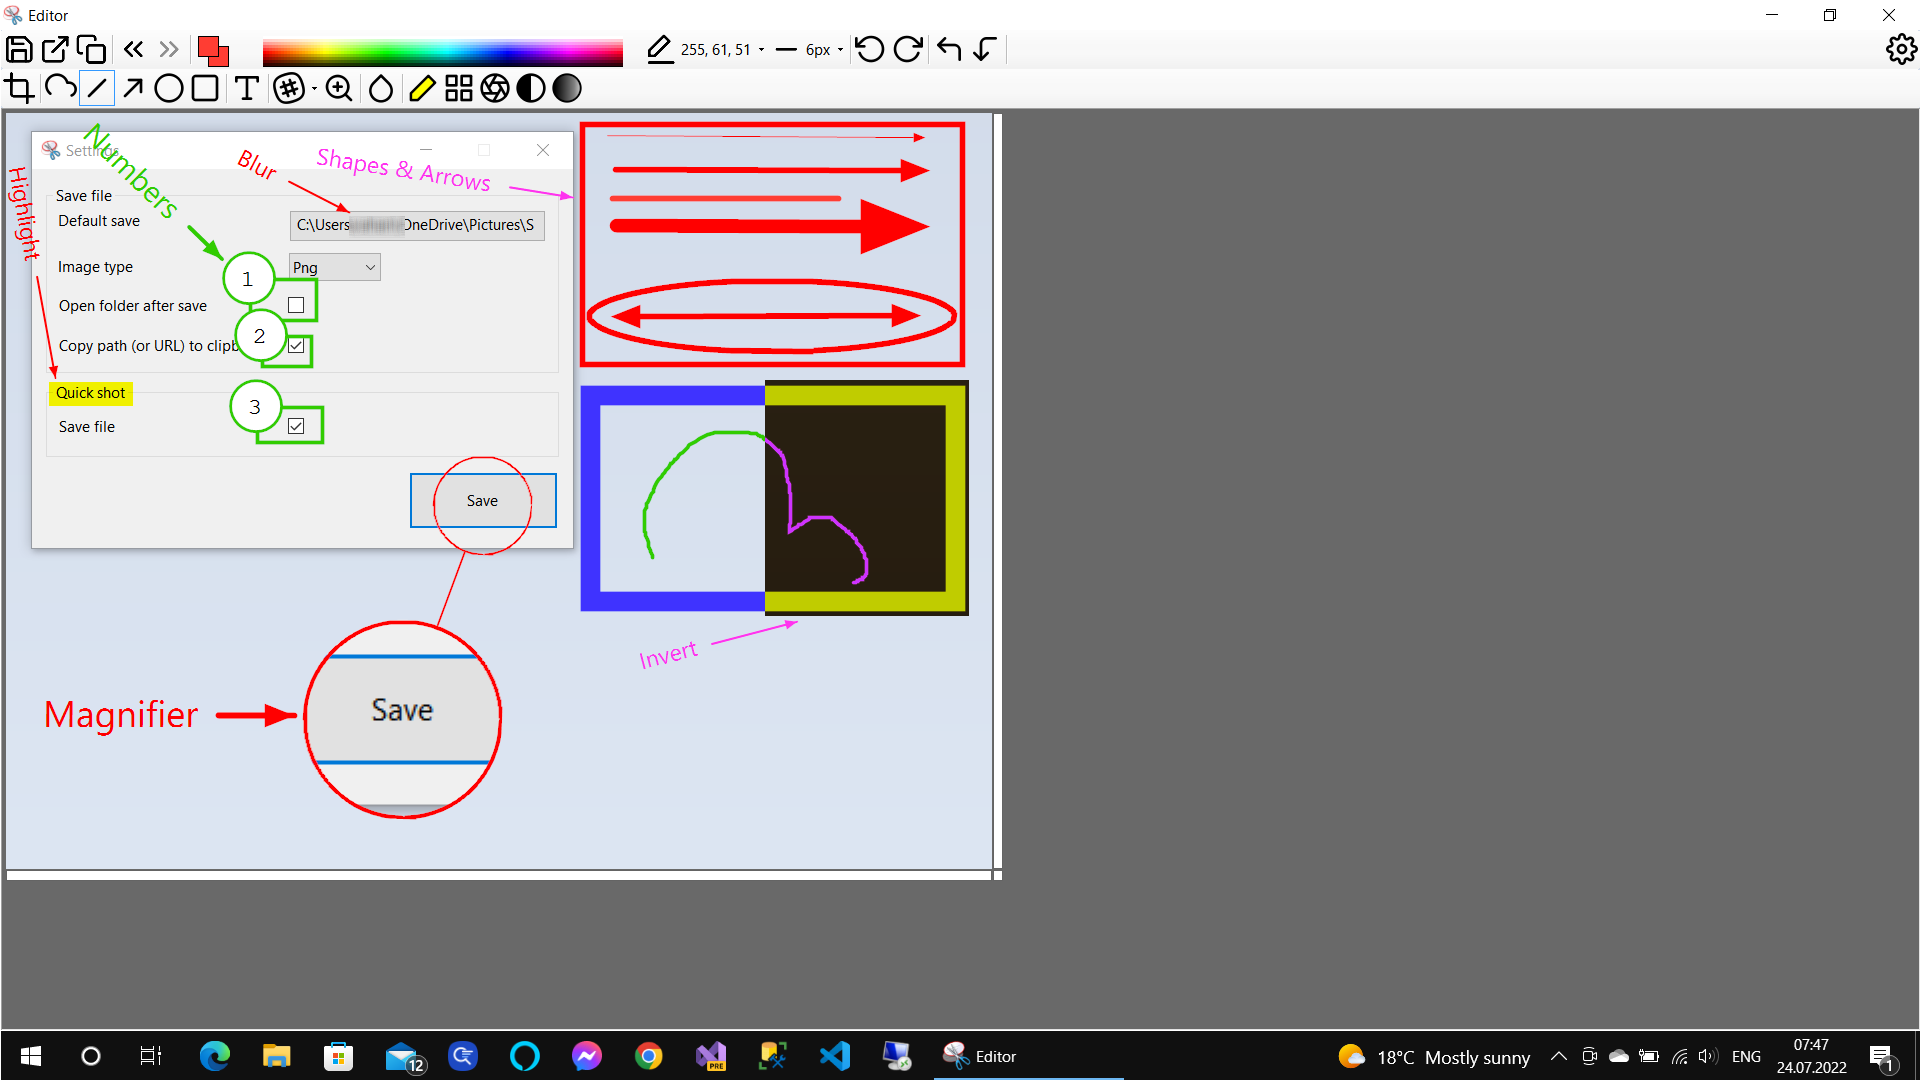 Editor
255, 61, 51
6px
Settings
Numbers
Blur
Shapes & Arrows
Highlight
Save file
Default save
C:\Users
OneDrive\Pictures\S
Image type
Png
1
Open folder after save
2
Copy path (or URL) to clipb
Quick shot
3
Save file
Save
Invert
Magnifier
Save
12
PRE
Editor
18°C Mostly sunny
ENG
07:47
24.07.2022
1